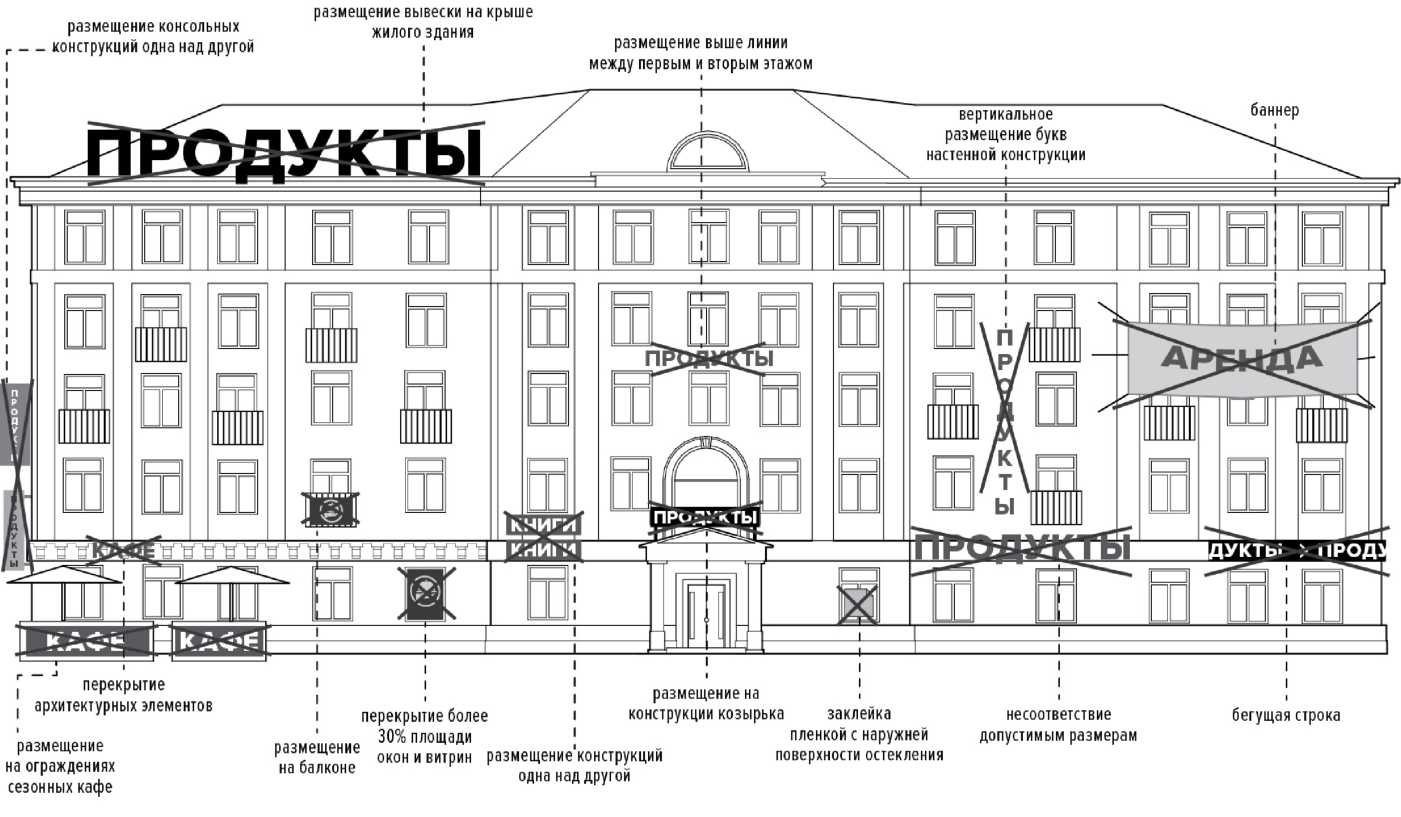 размещение консольных
конструкций одна над другой
размещение вывески на крыше
жилого здания
размещение выше линии
между первым и вторым этажом
вертикальное
размещение букв
настенной конструкции
баннер
ПРОДУКТЫ
ПРОДУКТЫ
ПРОДУКТЫ
АРЕНДА
ПРОДУКТЫ
ПРОДУКТЫ
КНИГИ
КНИГИ
ПРОДУКТЫ
КАФЕ
ПРОДУКТЫ
ДУКТЫ
ПРОДУ
КАФЕ
КАФЕ
перекрытие
архитектурных элементов
размещение
на ограждениях
сезонных кафе
размещение
на балконе
перекрытие более
30% площади
окон и витрин
размещение конструкций
одна над другой
размещение на
конструкции козырька
заклейка
пленкой с наружней
поверхности остекления
несоответствие
допустимым размерам
бегущая строка